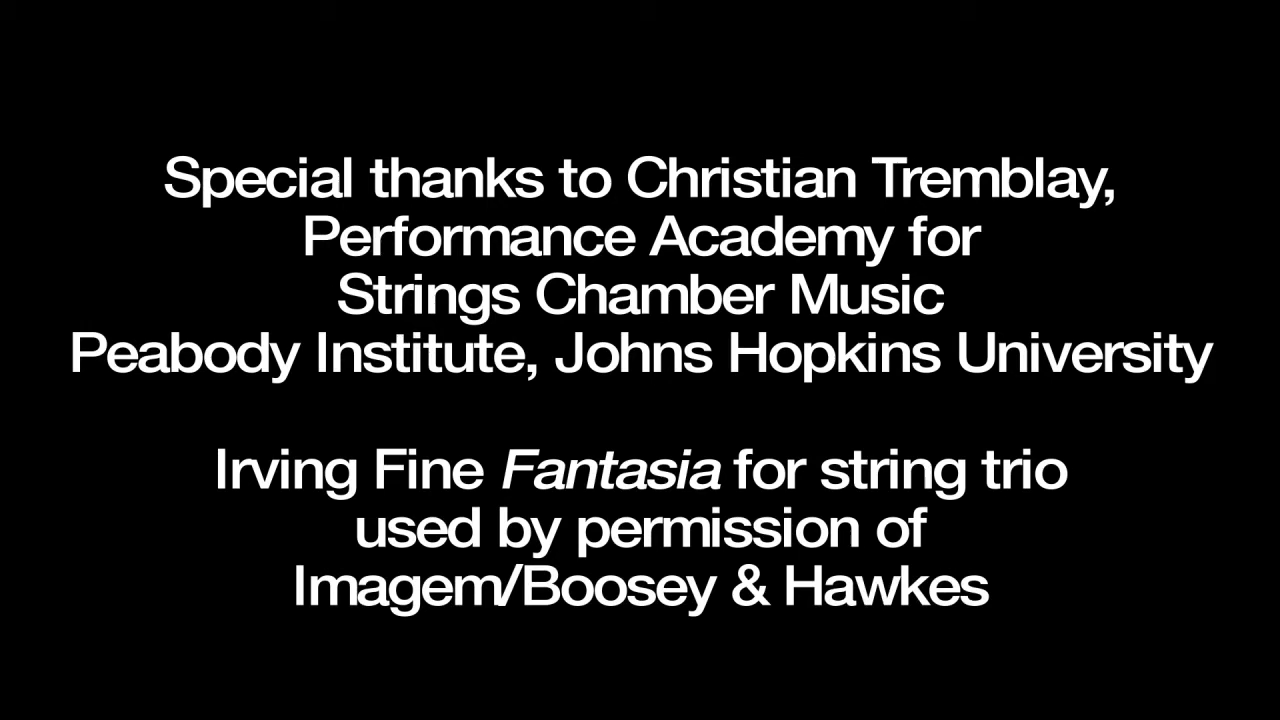 Special thanks to Christian Tremblay,
Performance Academy for
Strings Chamber Music
Peabody Institute, Johns Hopkins University
Irving Fine Fantasia for string trio
used by permission of
Imagem/Boosey & Hawkes